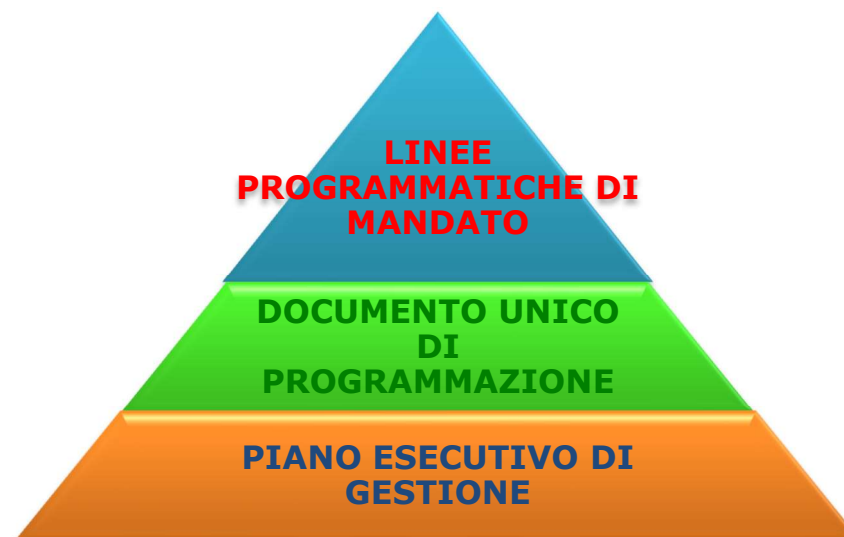 LINEE
PROGRAMMATICHE DI
MANDATO
DOCUMENTO UNICO
DI
PROGRAMMAZIONE
PIANO ESECUTIVO DI
GESTIONE